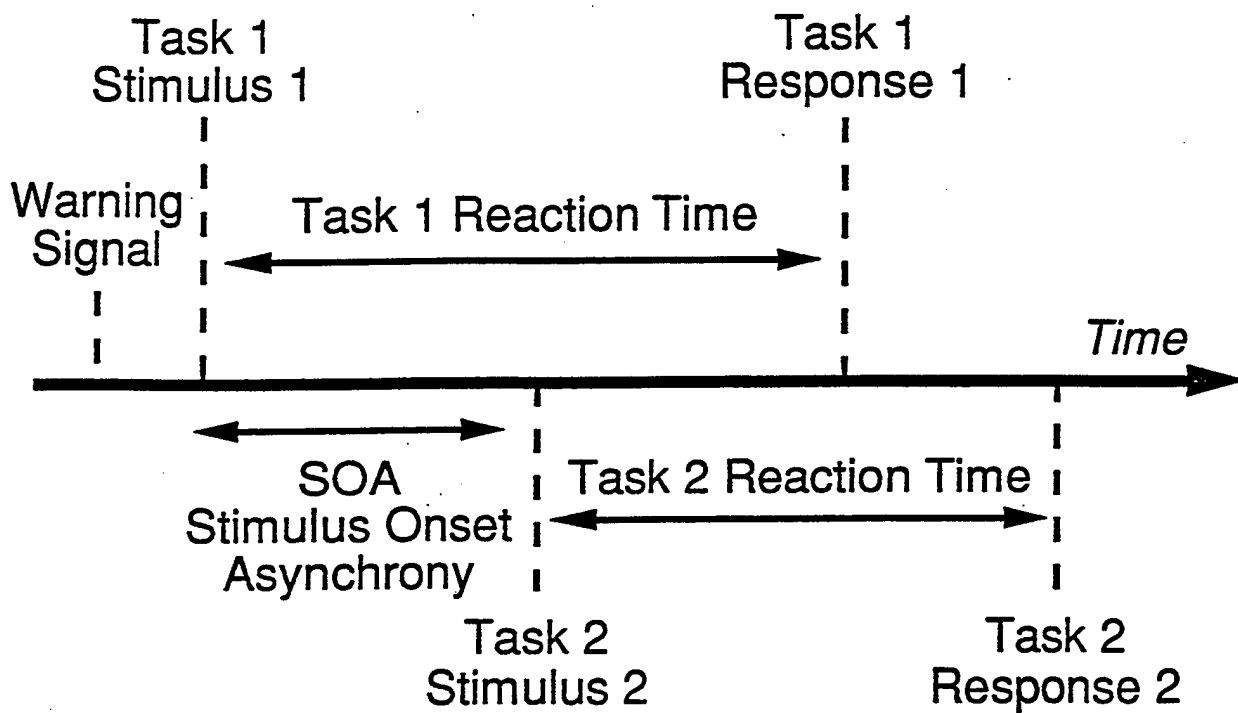 Task 1
Stimulus 1
Task 1
Response 1
Warning
Signal
Task 1 Reaction Time
Time
SOA
Stimulus Onset
Asynchrony
Task 2 Reaction Time
Task 2
Stimulus 2
Task 2
Response 2